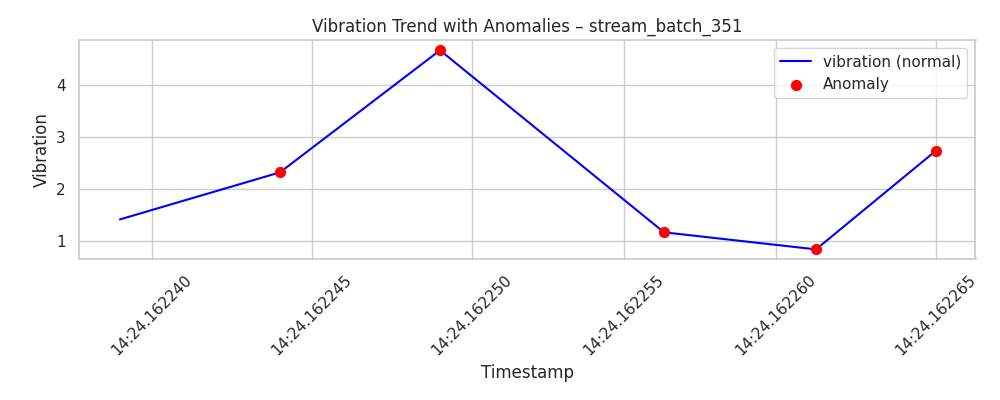 Vibration Trend with Anomalies – stream_batch_351
vibration (normal)
Anomaly
Vibration
4
3
2
1
14:24.162240
14:24.162245
14:24.162250
14:24.162255
14:24.162260
14:24.162265
Timestamp